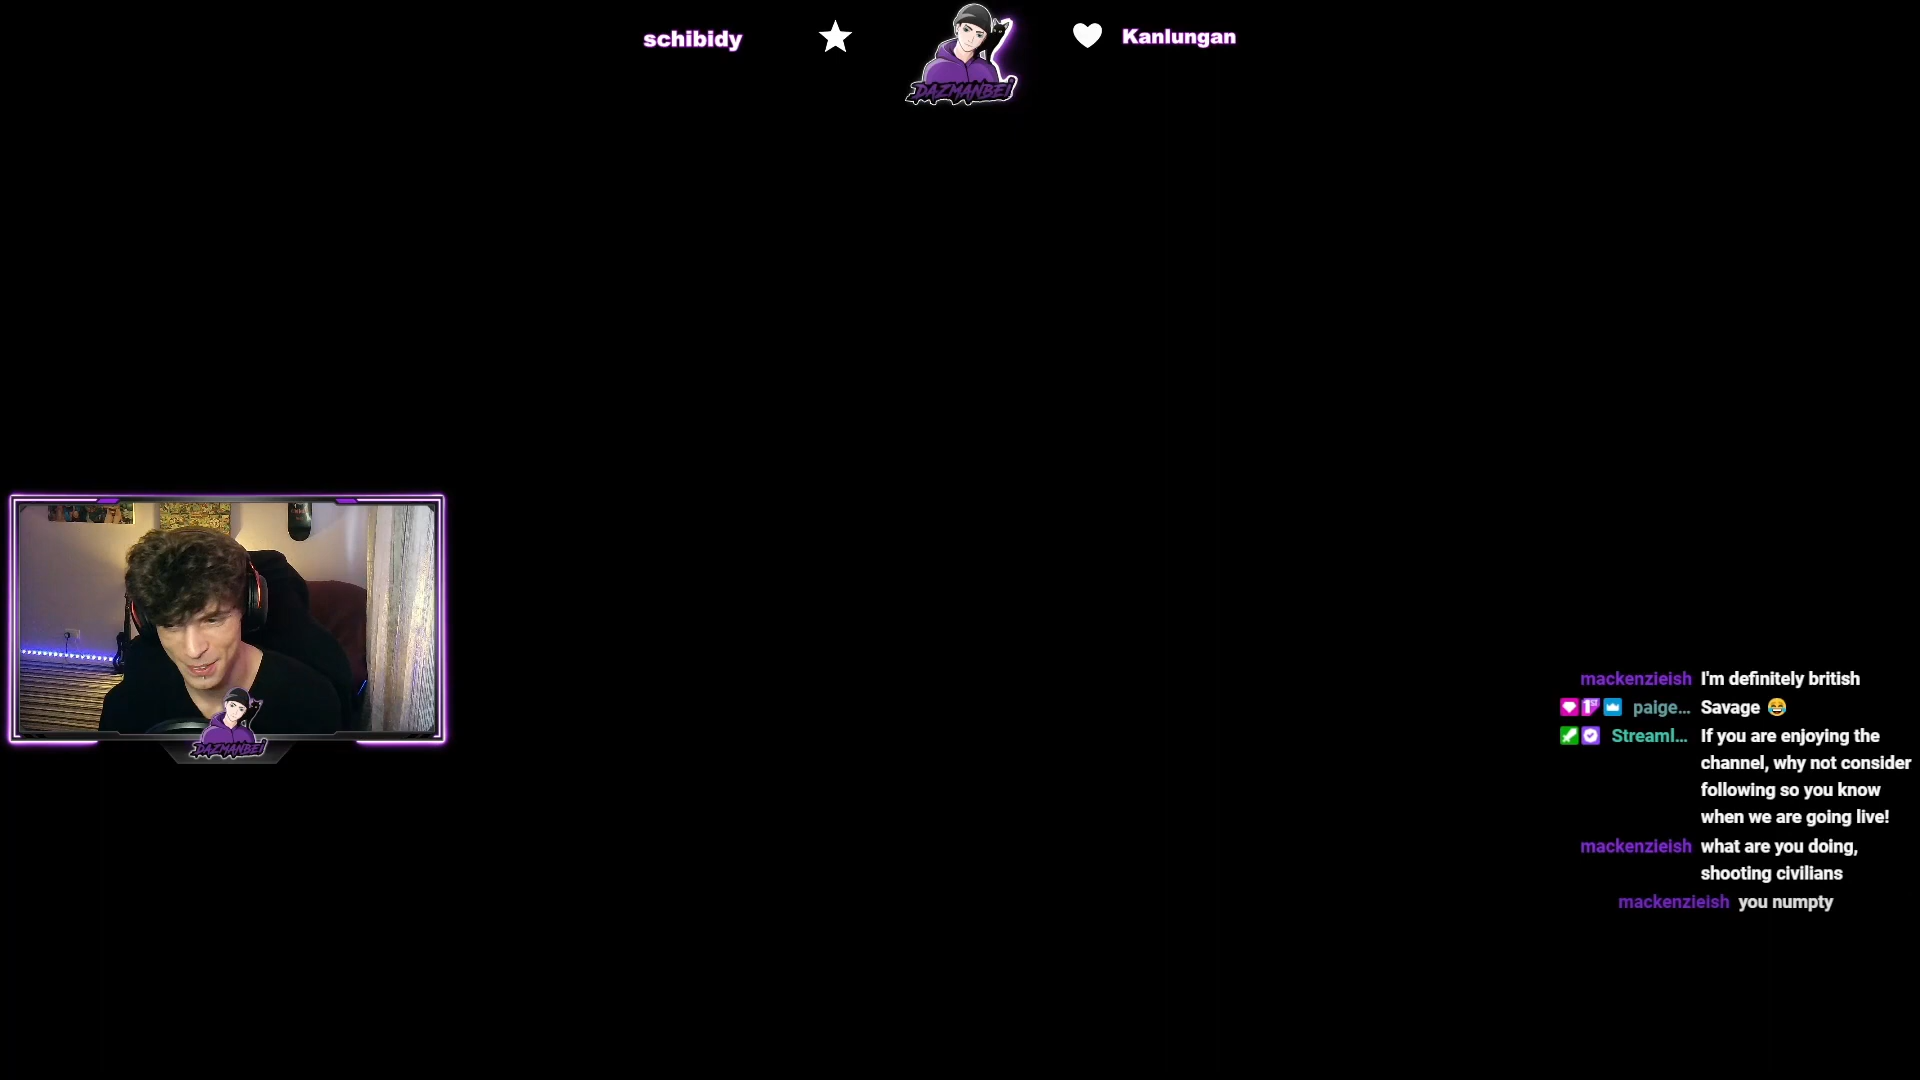 schibidy
Kanlungan
DAZMANBEI
mackenzieish I'm definitely british
paige... Savage 😂
Streaml... If you are enjoying the
channel, why not consider
following so you know
when we are going live!
mackenzieish what are you doing,
shooting civilians
mackenzieish you numpty
DAZMANBEI